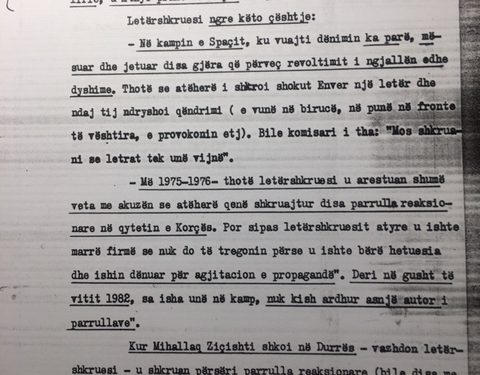 Letërshkruesi ngre këto çështje:
- Në kampin e Spaçit, ku vuajti dënimin ka parë, më-
suar dhe jetuar disa gjëra që përveç revoltimit i ngjallën edhe
dyshime. Thotë se atëherë i shkroi shokut Enver një letër dhe
ndaj tij ndryshoi qëndrimi ( e vunë në birucë, në punë në fronte
të vështira, e provokonin etj). Bile komisari i tha: "Mos shkrua-
ni se letrat tek unë vijnë".
- Më 1975-1976- thotë letërshkruesi u arestuan shumë
veta me akuzën se atëherë qenë shkruajtur disa parrulla reaksio-
nare në qytetin e Korçës. Por sipas letërshkruesit atyre u ishte
marrë firmë se nuk do të tregonin përse u ishte bërë hetuesia
dhe ishin dënuar për agjitacion e propagandë". Deri në gusht të
vitit 1982, sa isha unë në kamp, nuk kish ardhur asnjë autor i
parrullave".
Kur Mihallaq Ziçishti shkoi në Durrës - vazhdon letër-
shkruesi - u shkruan përsëri parrulla reaksionare (bile disa me